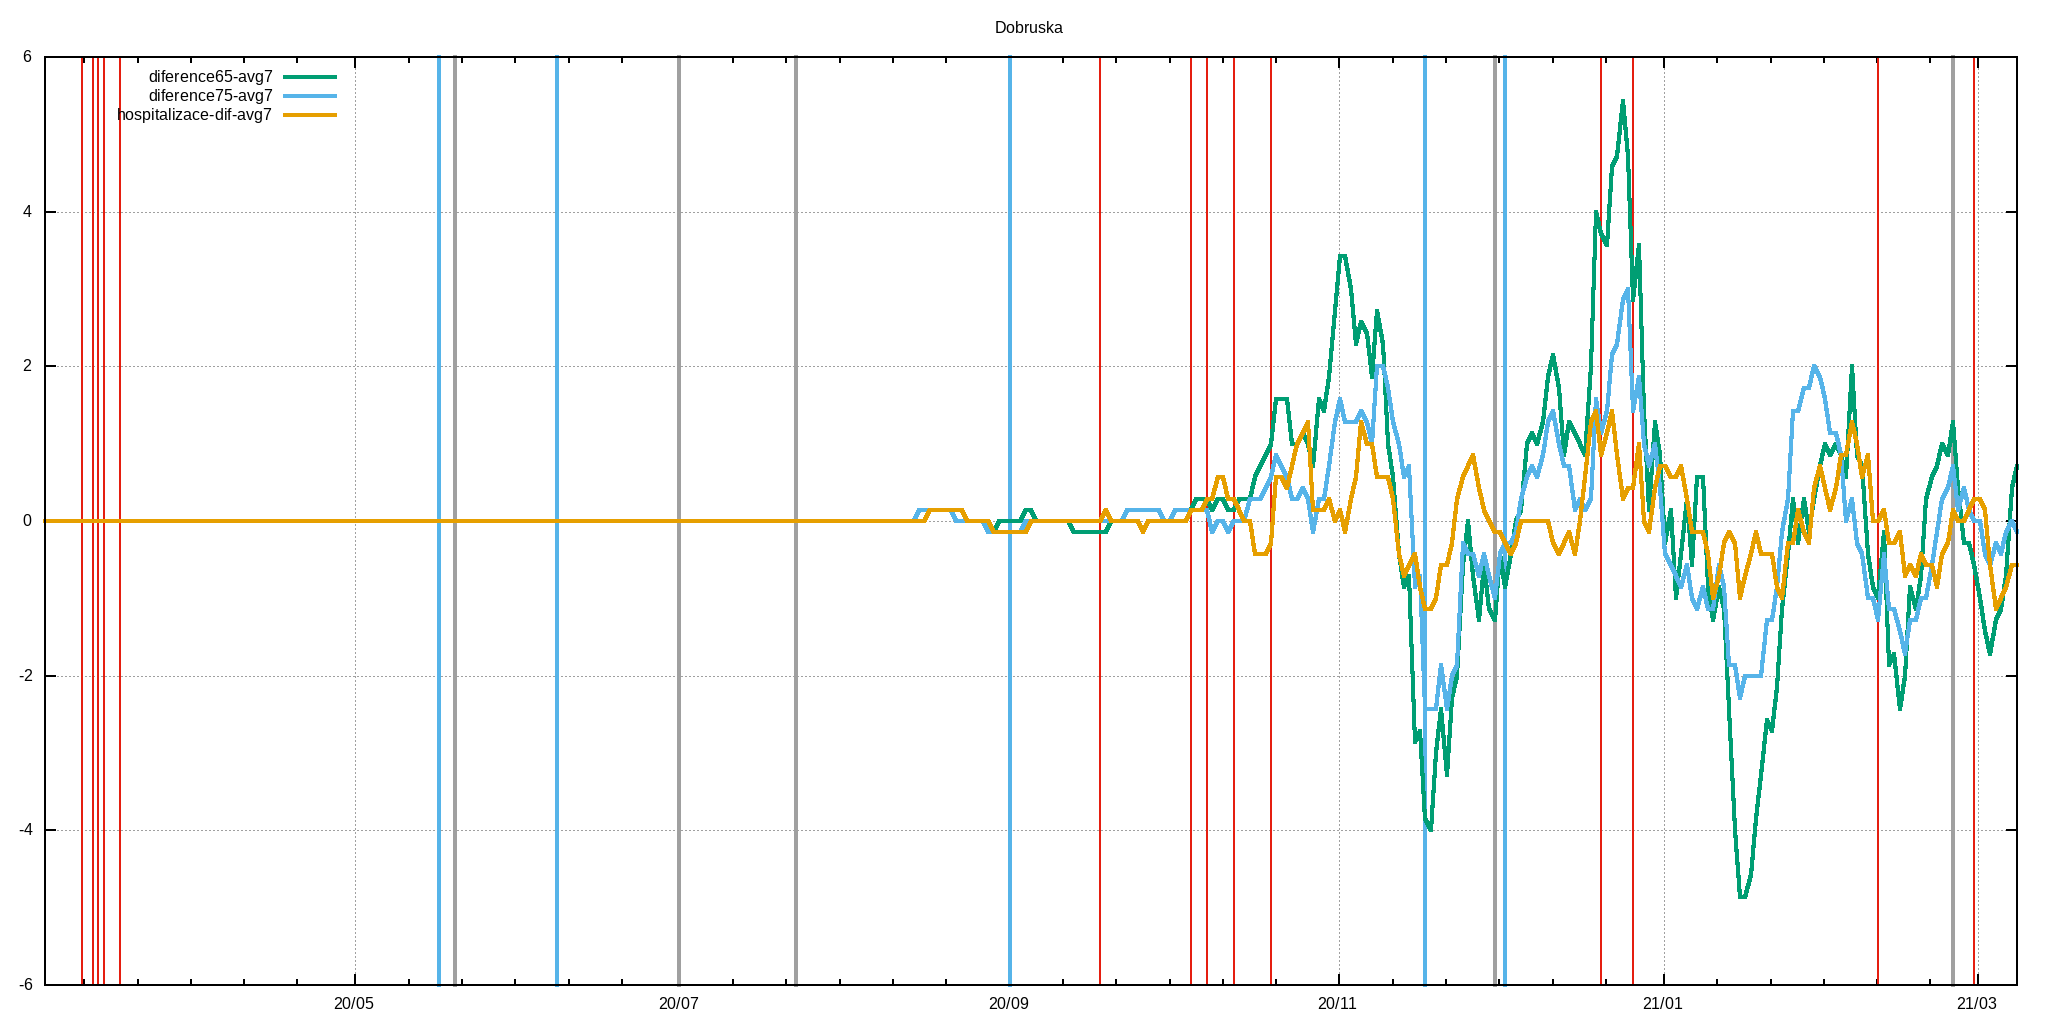 Dobruska
6
diference65-avg7
diference75-avg7
hospitalizace-dif-avg7
4
2
0
-2
-4
-6
20/05 20/07 20/09 20/11 21/01 21/03